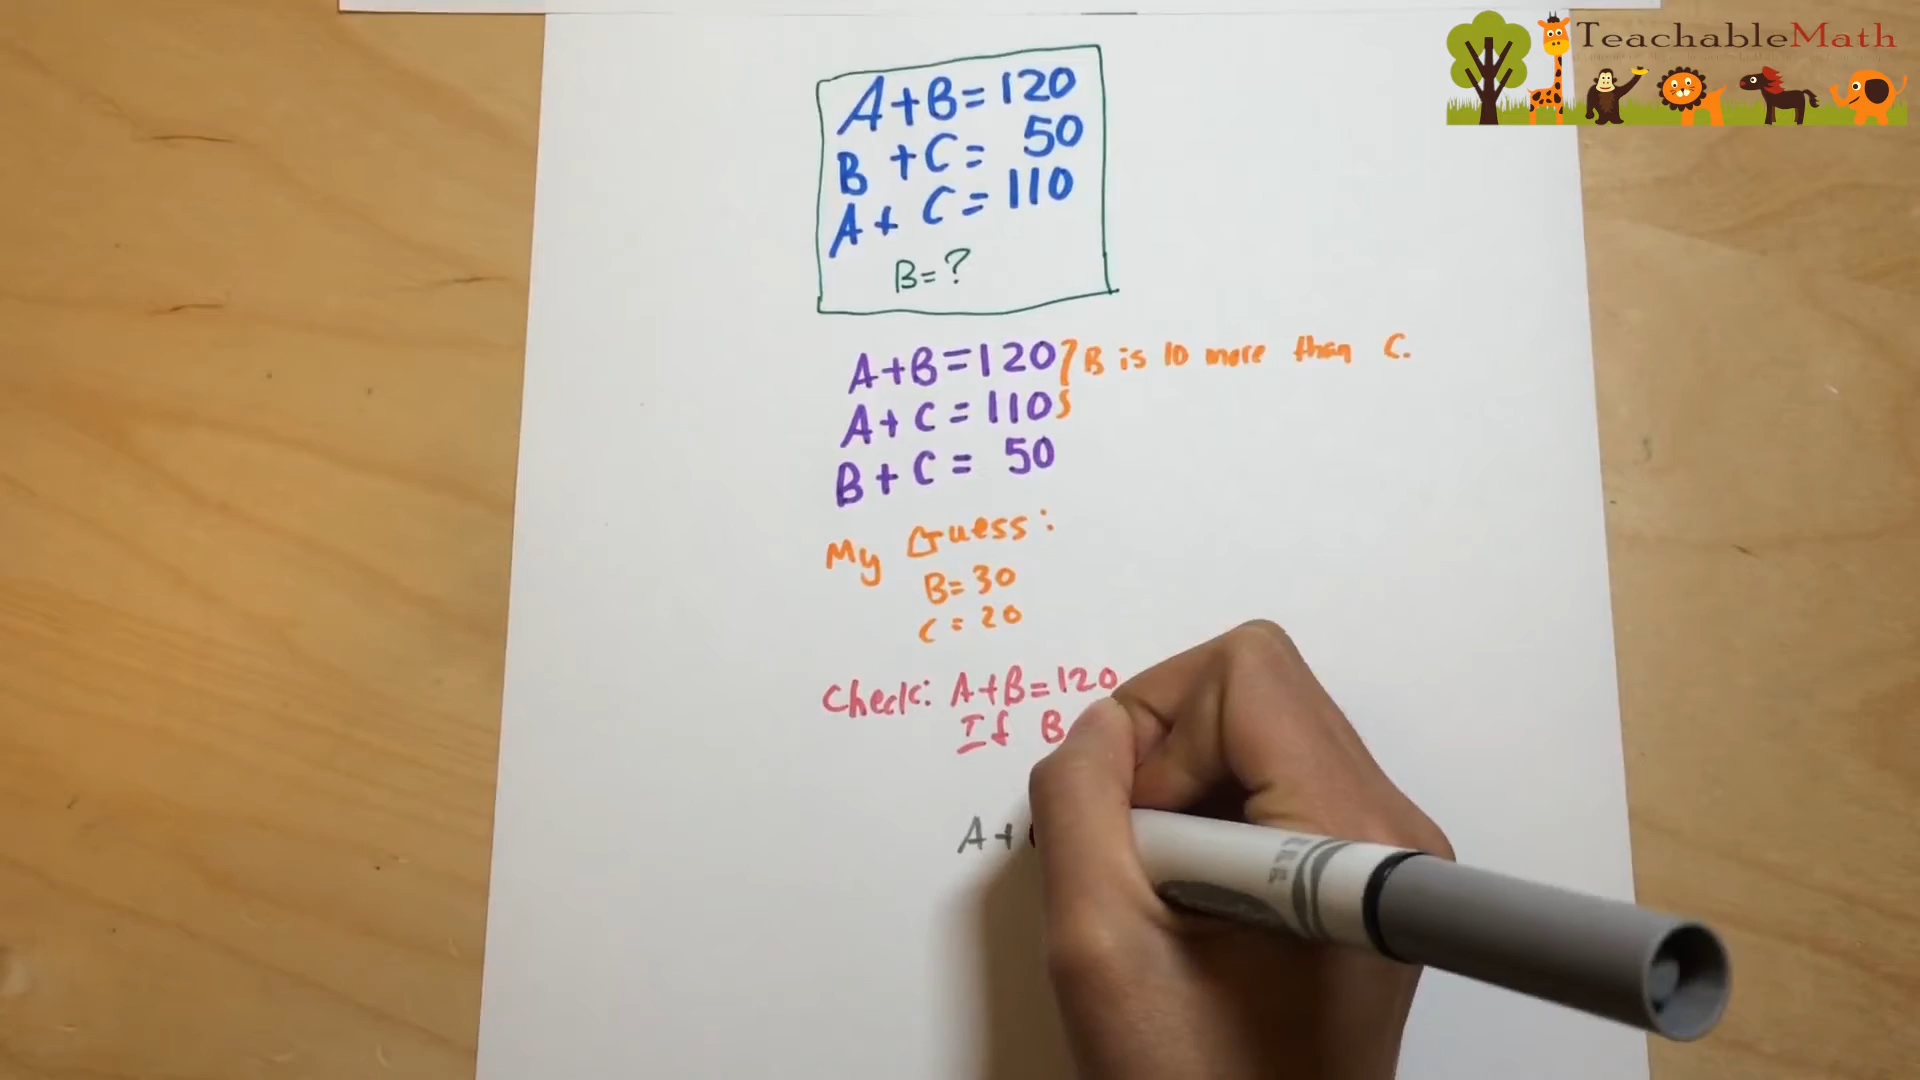 TeachableMath
A+B=120
B+C= 50
A+ C=110
B=?
A+B=120 B is 10 more than C.
A+C=110
B+C= 50
My Guess:
B=30
C=20
Check: A+B=120
If B
A+